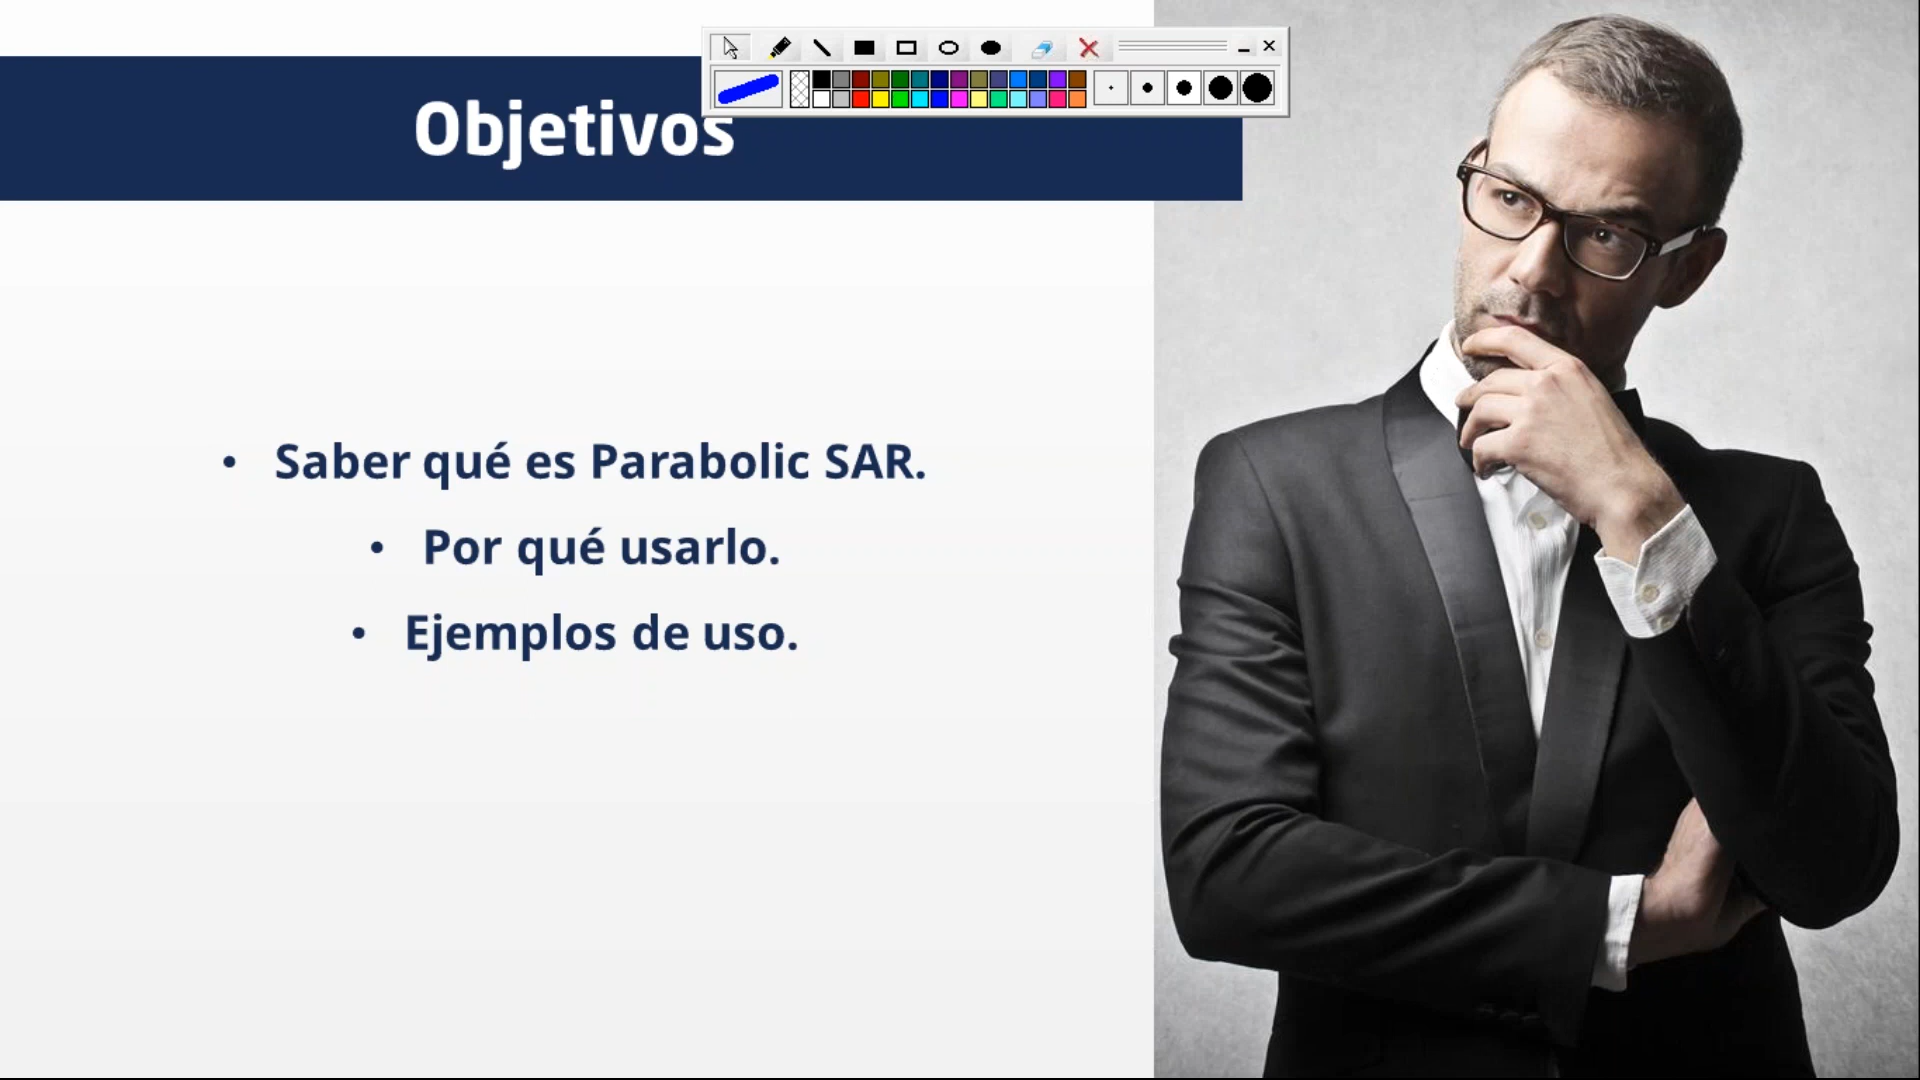 Objetivos
• Saber qué es Parabolic SAR.
• Por qué usarlo.
• Ejemplos de uso.